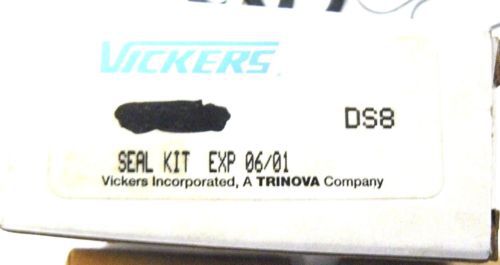 VICKERS
DS8
SEAL KIT EXP 06/01
Vickers Incorporated, A TRINOVA Company